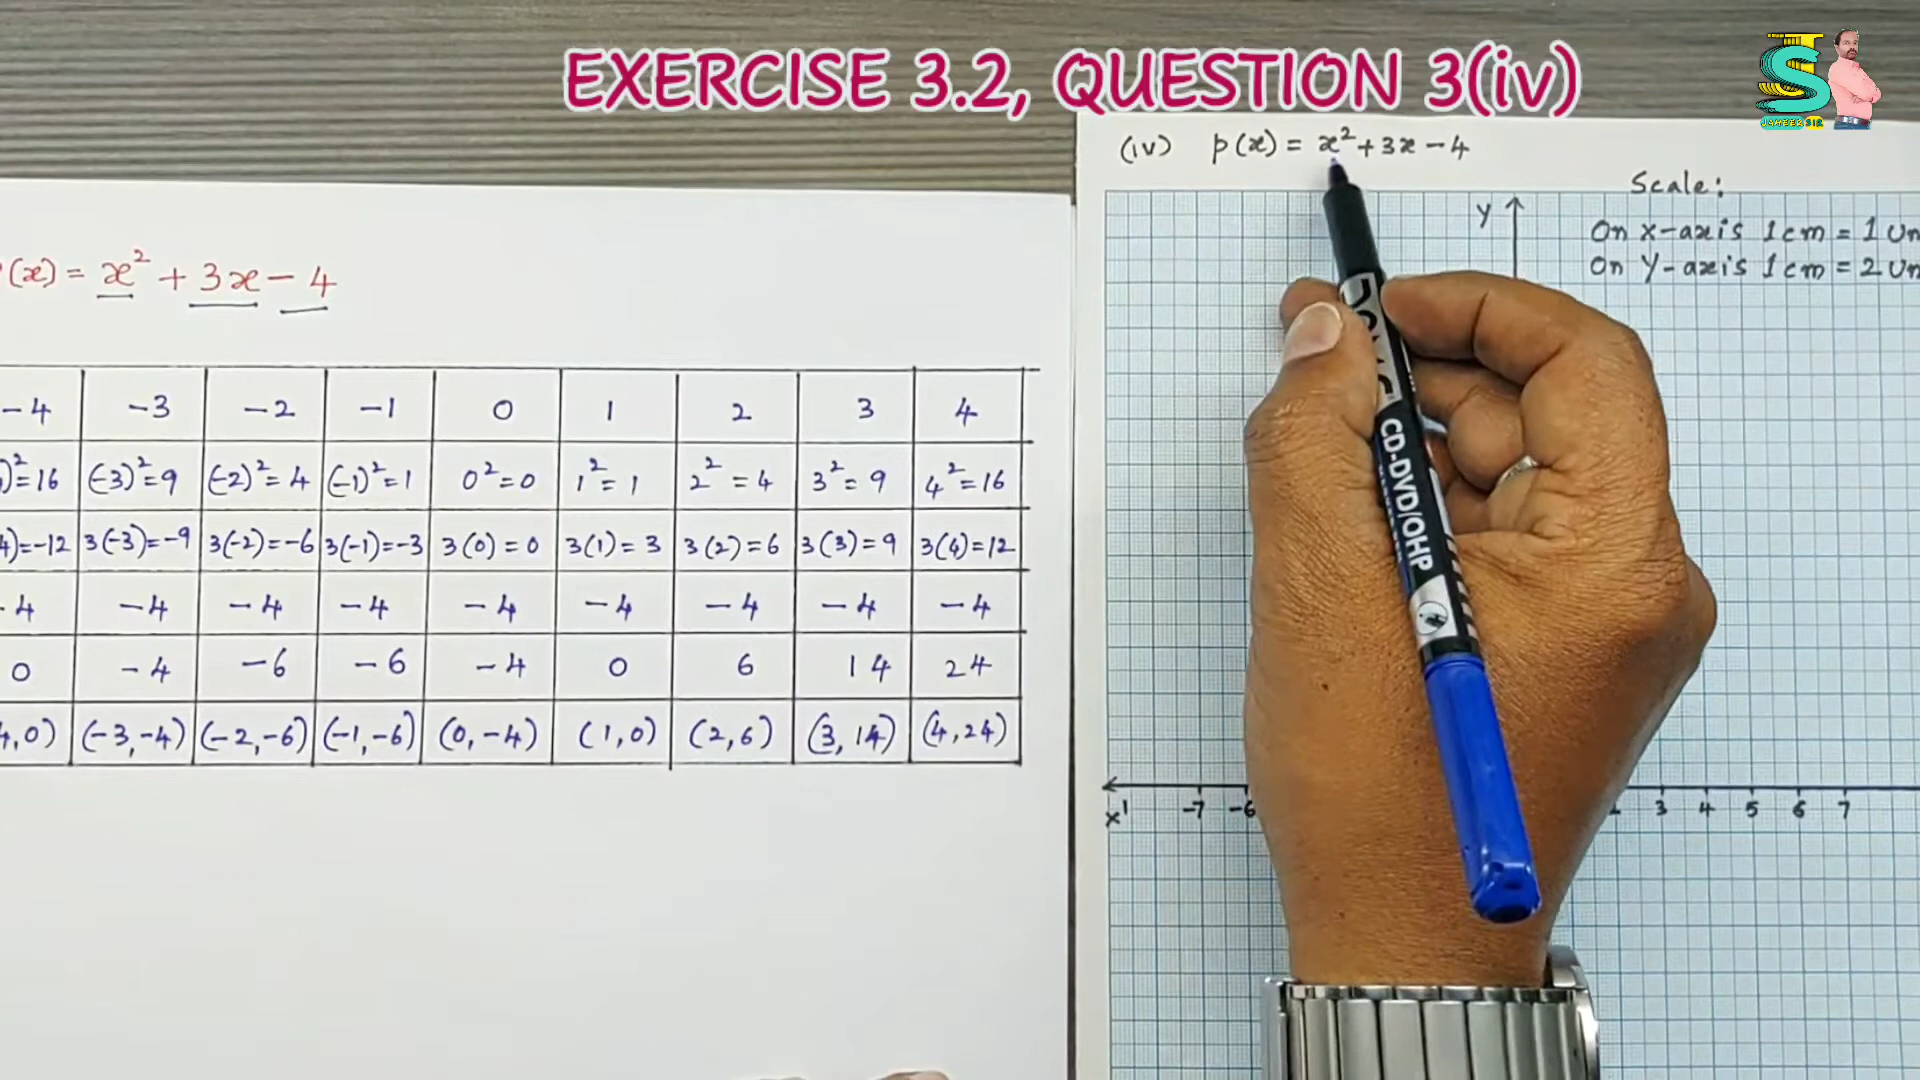 EXERCISE 3.2, QUESTION 3(iv)
JAHEER SIR
(iv) p(x) = x² + 3x - 4
Scale:
On x-axis 1cm = 1 un
On Y-axis 1cm = 2 un
Y
(x) = x² + 3x - 4
-4 -3 -2 -1 0 1 2 3 4
)²=16 (-3)²=9 (-2)²=4 (-1)²=1 0²=0 1²=1 2²=4 3²=9 4²=16
4)=-12 3(-3)=-9 3(-2)=-6 3(-1)=-3 3(0)=0 3(1)=3 3(2)=6 3(3)=9 3(4)=12
-4 -4 -4 -4 -4 -4 -4 -4 -4
0 -4 -6 -6 -4 0 6 14 24
4,0) (-3,-4) (-2,-6) (-1,-6) (0,-4) (1,0) (2,6) (3,14) (4,24)
x' -7 -6 3 4 5 6 7
CD-DVD/OHP